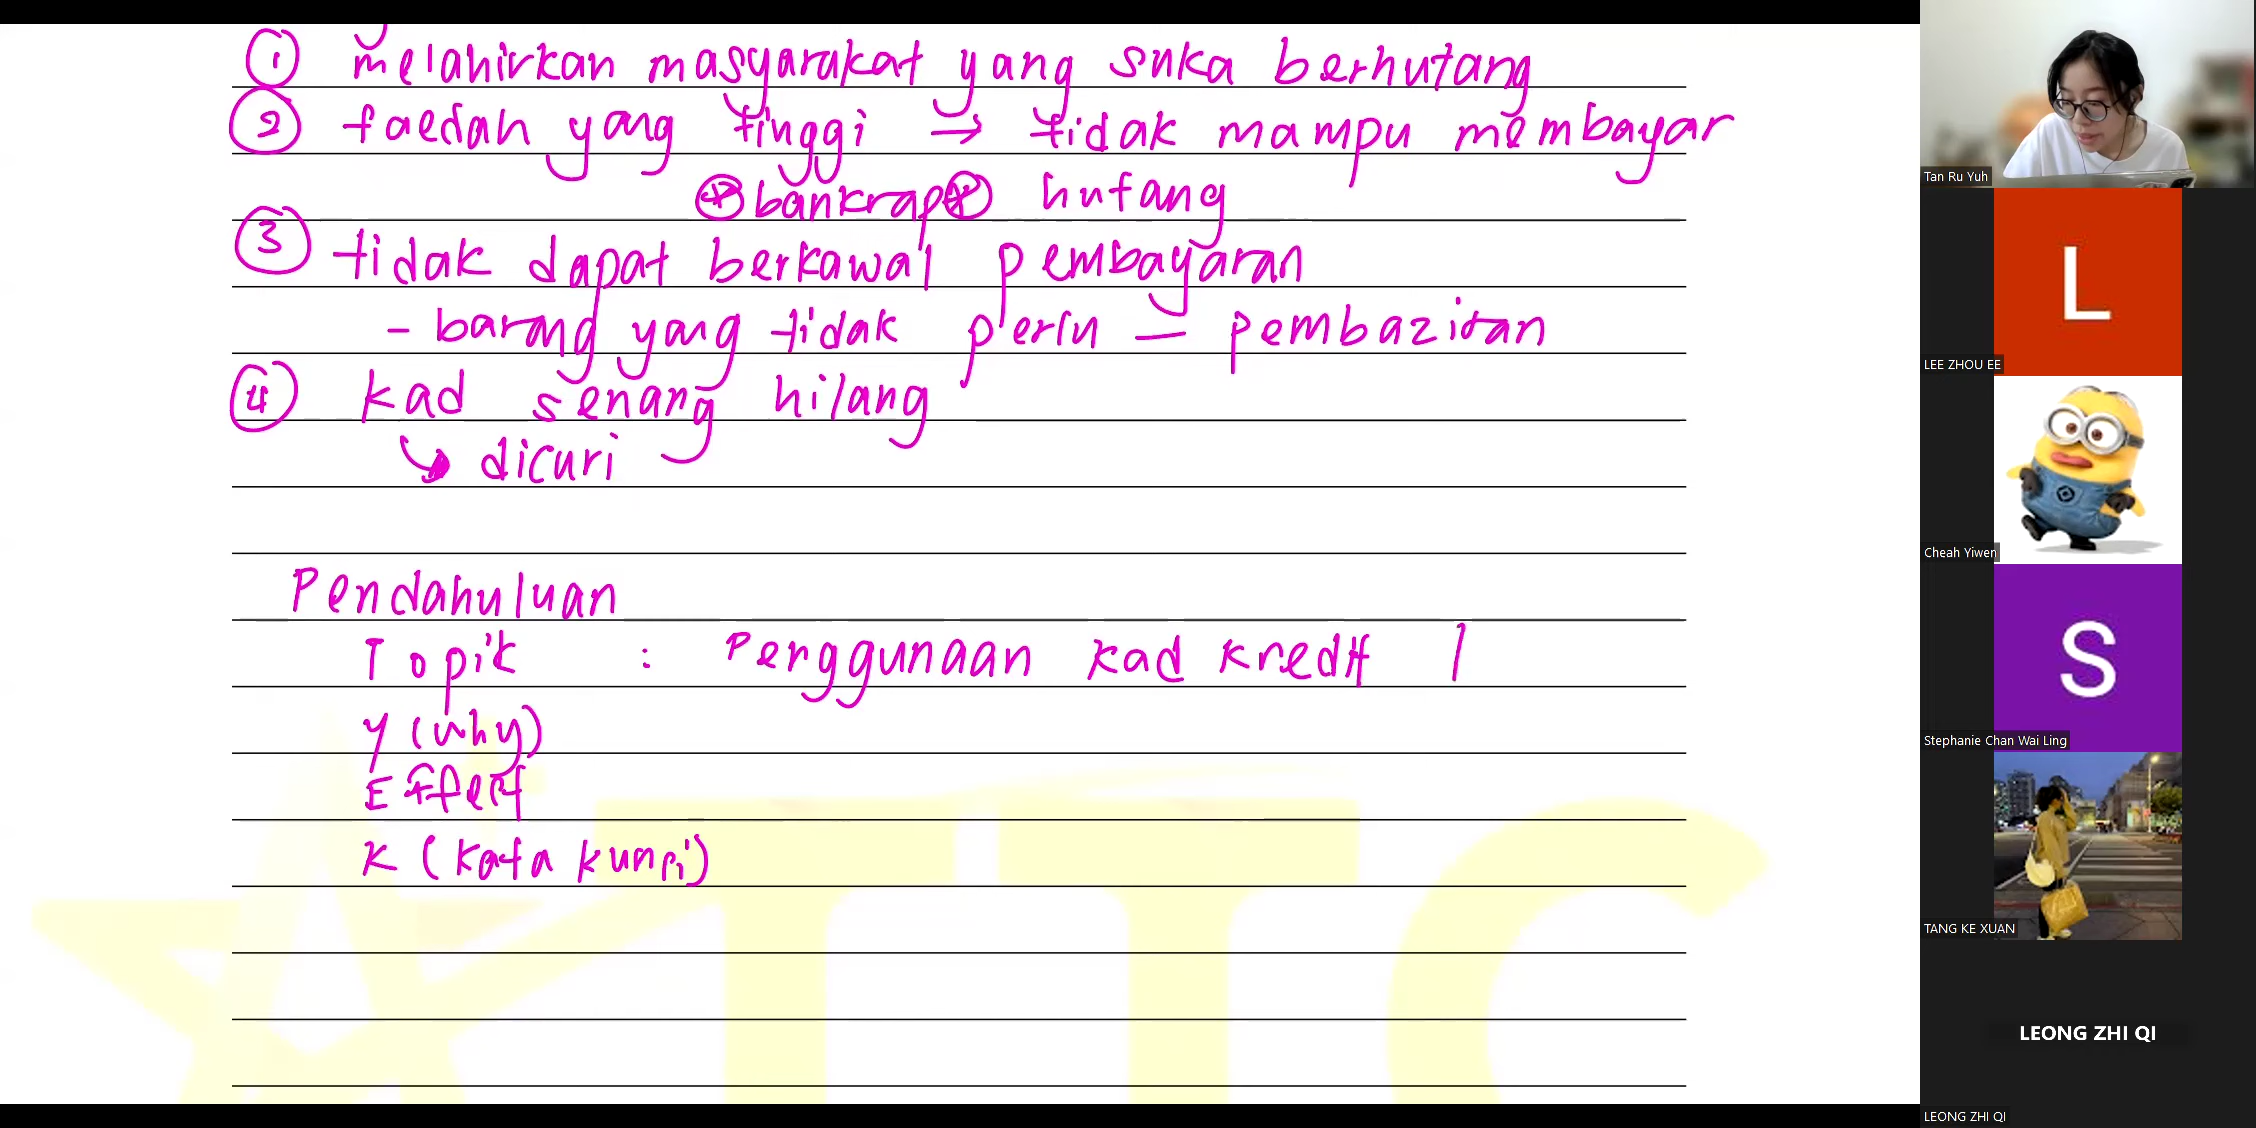 ① melahirkan masyarakat yang suka berhutang
② faedah yang tinggi → tidak mampu membayar
bankrap hutang
③ tidak dapat berkawal pembayaran
- barang yang tidak perlu – pembaziran
④ kad senang hilang
↳ dicuri
Pendahuluan
Topik : Penggunaan kad kredit |
Y (why)
Effect
K (kata kunci)
TTC
Tan Ru Yuh
L
LEE ZHOU EE
Cheah Yiwen
S
Stephanie Chan Wai Ling
TANG KE XUAN
LEONG ZHI QI
LEONG ZHI QI